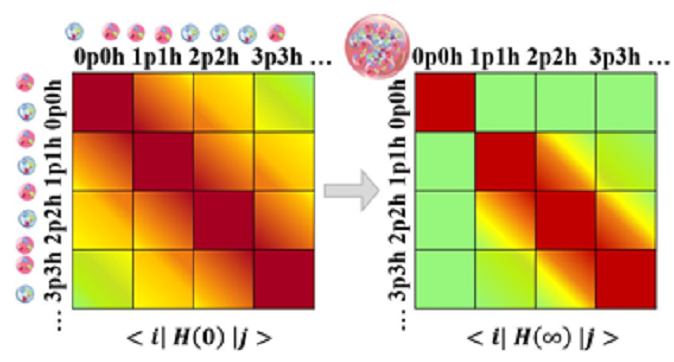 0p0h 1p1h 2p2h 3p3h ...
0p0h 1p1h 2p2h 3p3h ...
0p0h
1p1h
2p2h
3p3h
...
0p0h
1p1h
2p2h
3p3h
...
< i| H(0) |j >
< i| H(∞) |j >